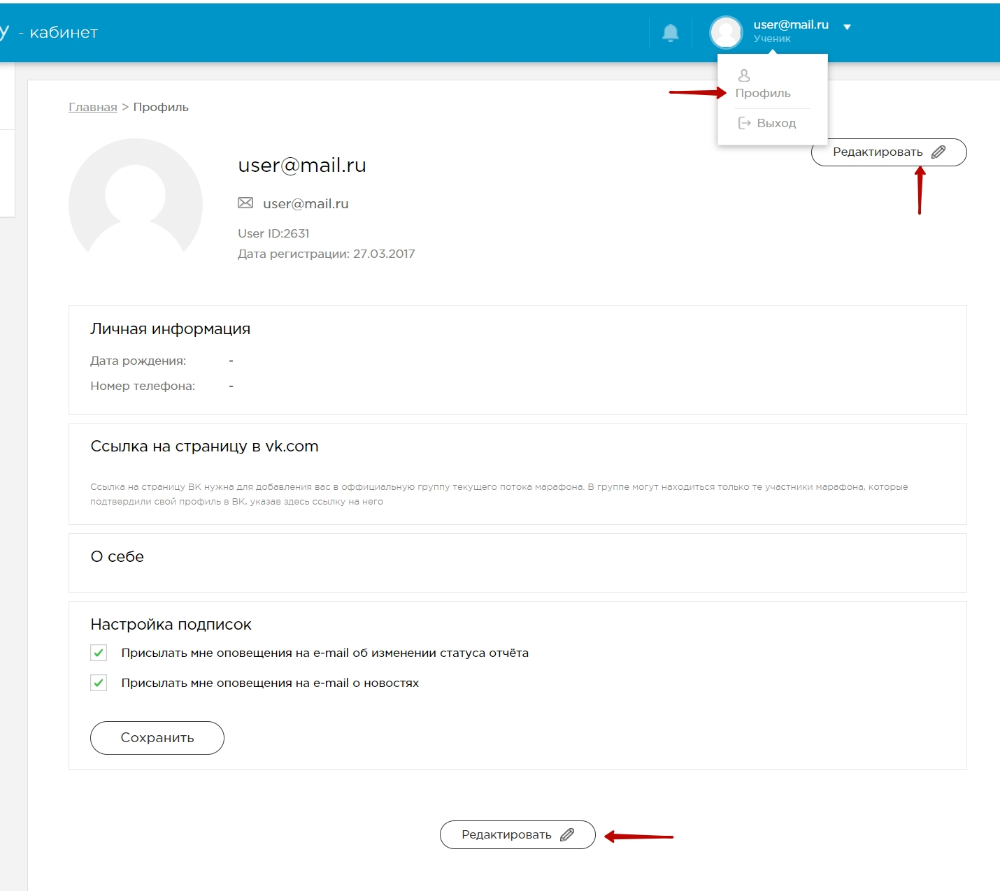 у - кабинет
user@mail.ru
Ученик
Профиль
Выход
Главная > Профиль
Редактировать
user@mail.ru
user@mail.ru
User ID:2631
Дата регистрации: 27.03.2017
Личная информация
Дата рождения: -
Номер телефона: -
Ссылка на страницу в vk.com
Ссылка на страницу ВК нужна для добавления вас в оффициальную группу текущего потока марафона. В группе могут находиться только те участники марафона, которые
подтвердили свой профиль в ВК, указав здесь ссылку на него
О себе
Настройка подписок
Присылать мне оповещения на e-mail об изменении статуса отчёта
Присылать мне оповещения на e-mail о новостях
Сохранить
Редактировать